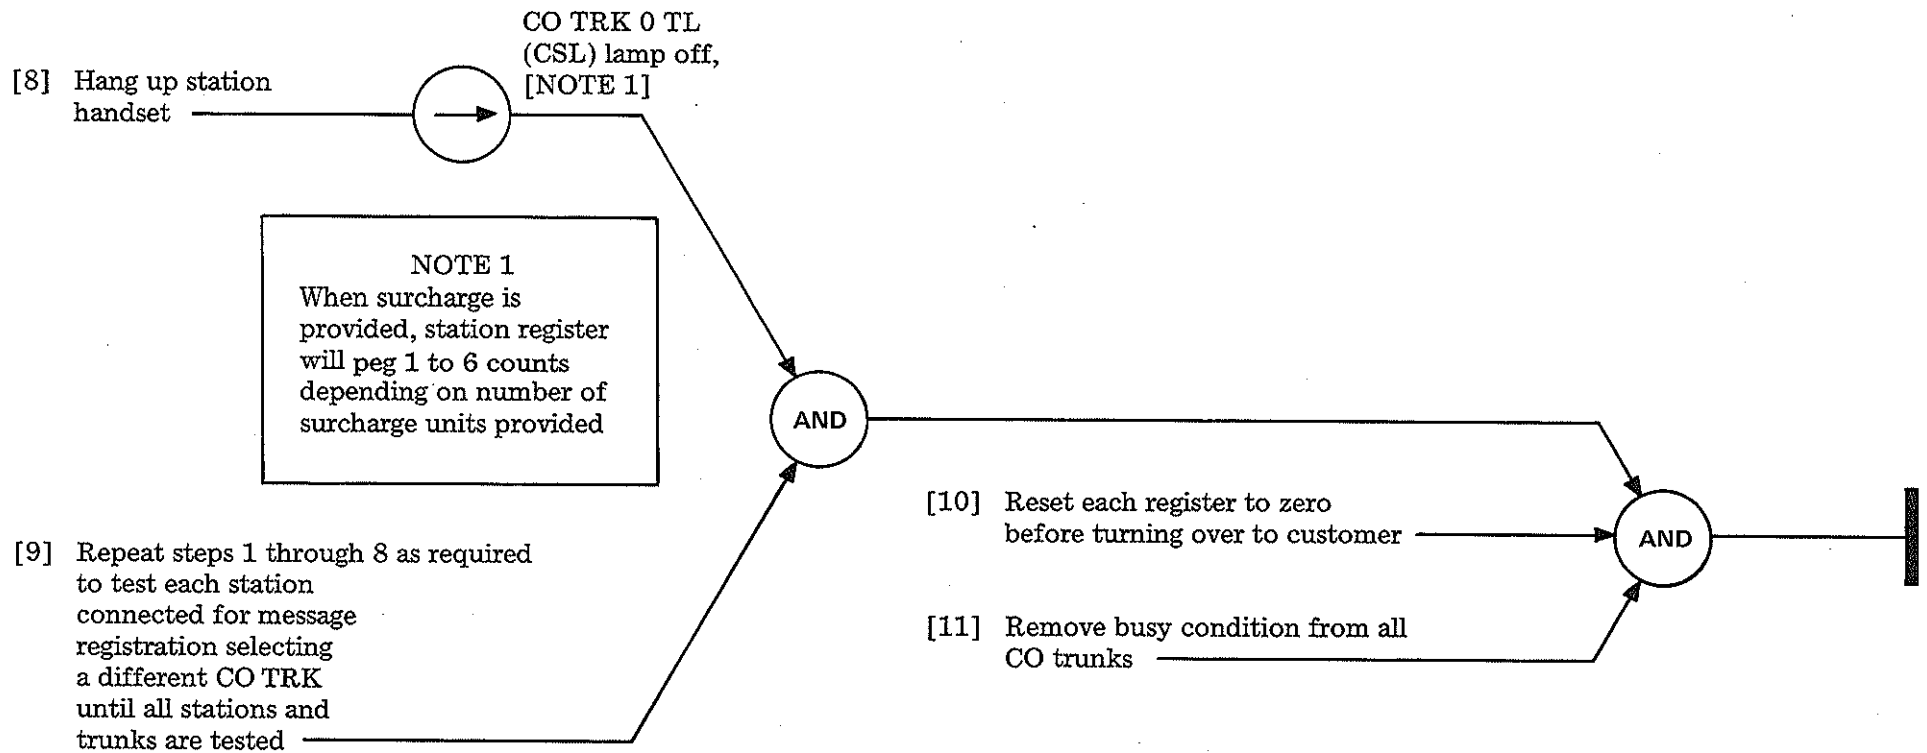 CO TRK 0 TL
(CSL) lamp off,
[NOTE 1]
[8] Hang up station
handset
NOTE 1
When surcharge is
provided, station register
will peg 1 to 6 counts
depending on number of
surcharge units provided
AND
[9] Repeat steps 1 through 8 as required
to test each station
connected for message
registration selecting
a different CO TRK
until all stations and
trunks are tested
[10] Reset each register to zero
before turning over to customer
AND
[11] Remove busy condition from all
CO trunks